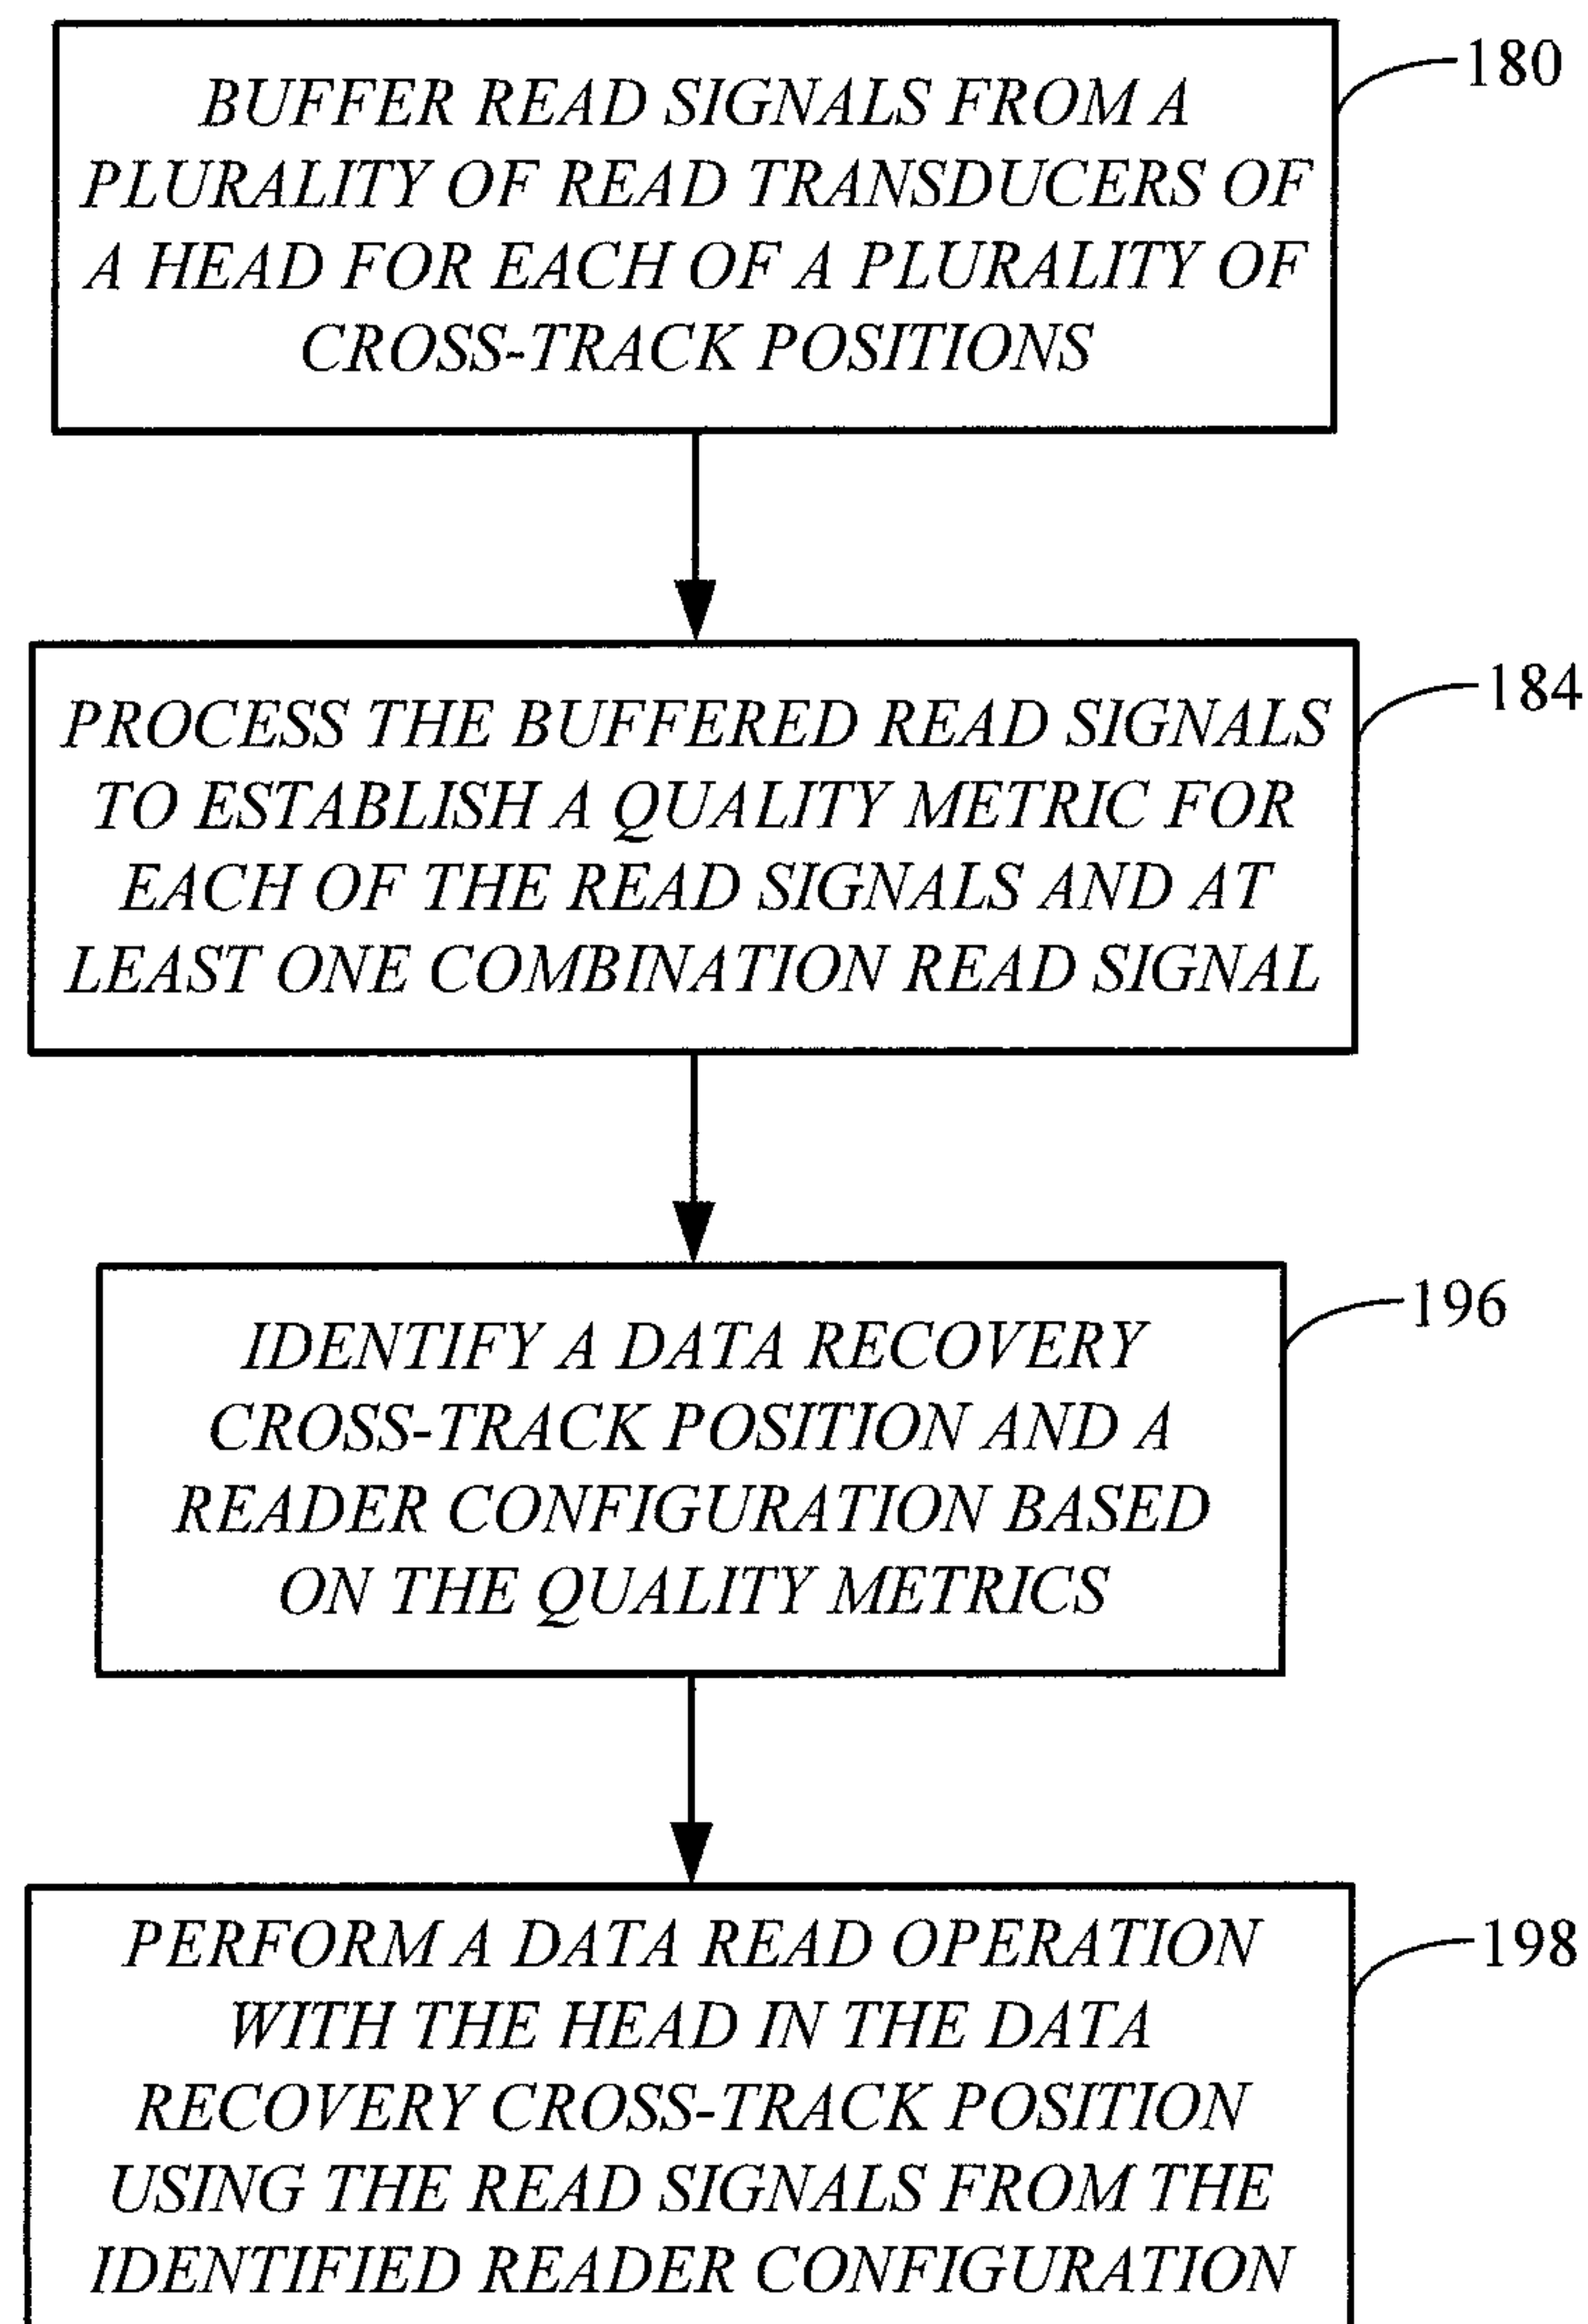 BUFFER READ SIGNALS FROM A
PLURALITY OF READ TRANSDUCERS OF
A HEAD FOR EACH OF A PLURALITY OF
CROSS-TRACK POSITIONS
180
PROCESS THE BUFFERED READ SIGNALS
TO ESTABLISH A QUALITY METRIC FOR
EACH OF THE READ SIGNALS AND AT
LEAST ONE COMBINATION READ SIGNAL
184
IDENTIFY A DATA RECOVERY
CROSS-TRACK POSITION AND A
READER CONFIGURATION BASED
ON THE QUALITY METRICS
196
PERFORM A DATA READ OPERATION
WITH THE HEAD IN THE DATA
RECOVERY CROSS-TRACK POSITION
USING THE READ SIGNALS FROM THE
IDENTIFIED READER CONFIGURATION
198